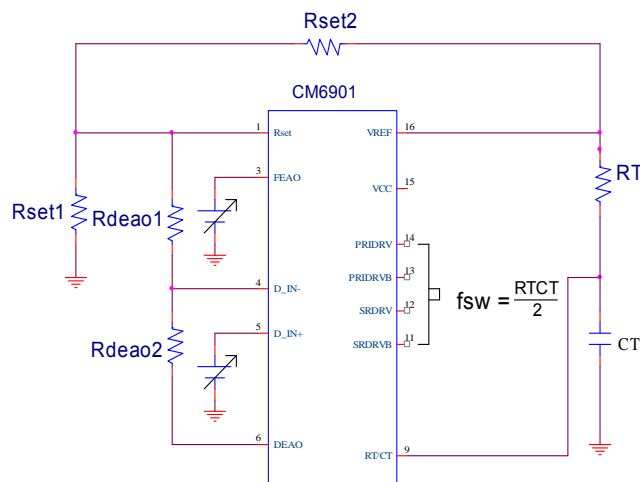 Rset2
CM6901
1 Rset VREF 16
3 FEAO
VCC 15
RT
Rset1 Rdeao1
PRIDRV 14
PRIDRVB 13
4 D_IN-
SRDRV 12
fsw = RTCT
2
5 D_IN+
SRDRVB 11
Rdeao2
CT
6 DEAO
RT/CT 9